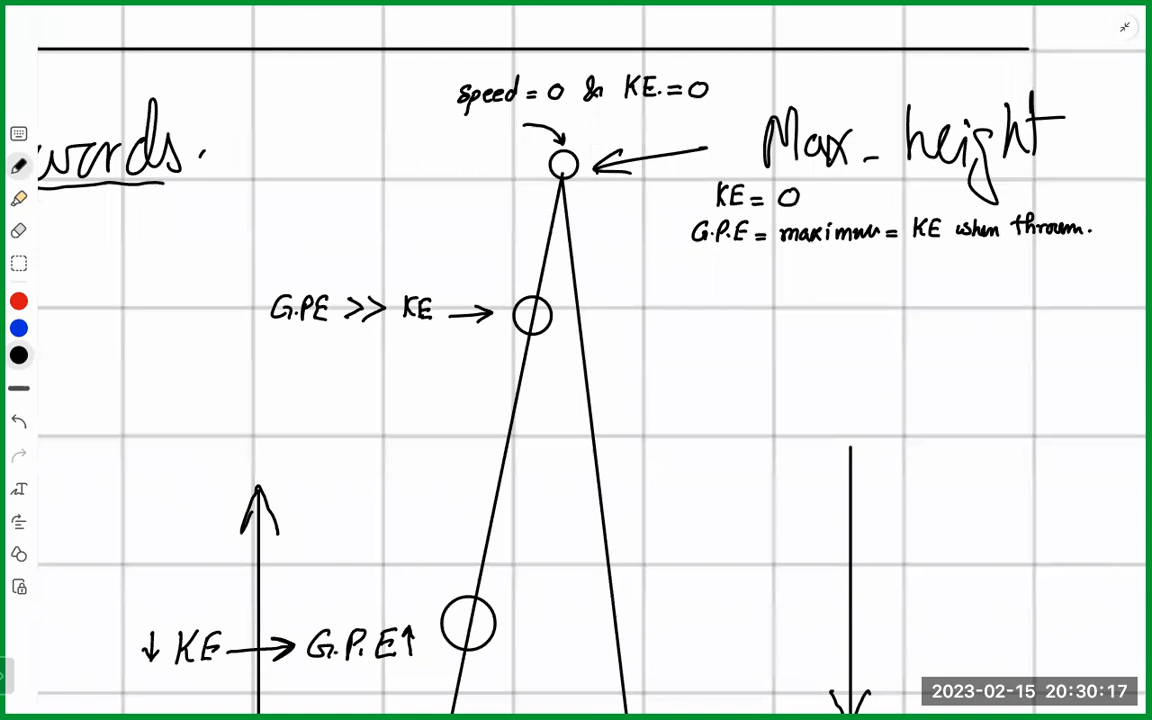 speed = 0 & KE. = 0
wards.
Max. height
KE = 0
G.P.E = maximum = KE when thrown.
G.PE >> KE →
↓ KE → G.P.E↑
2023-02-15 20:30:17